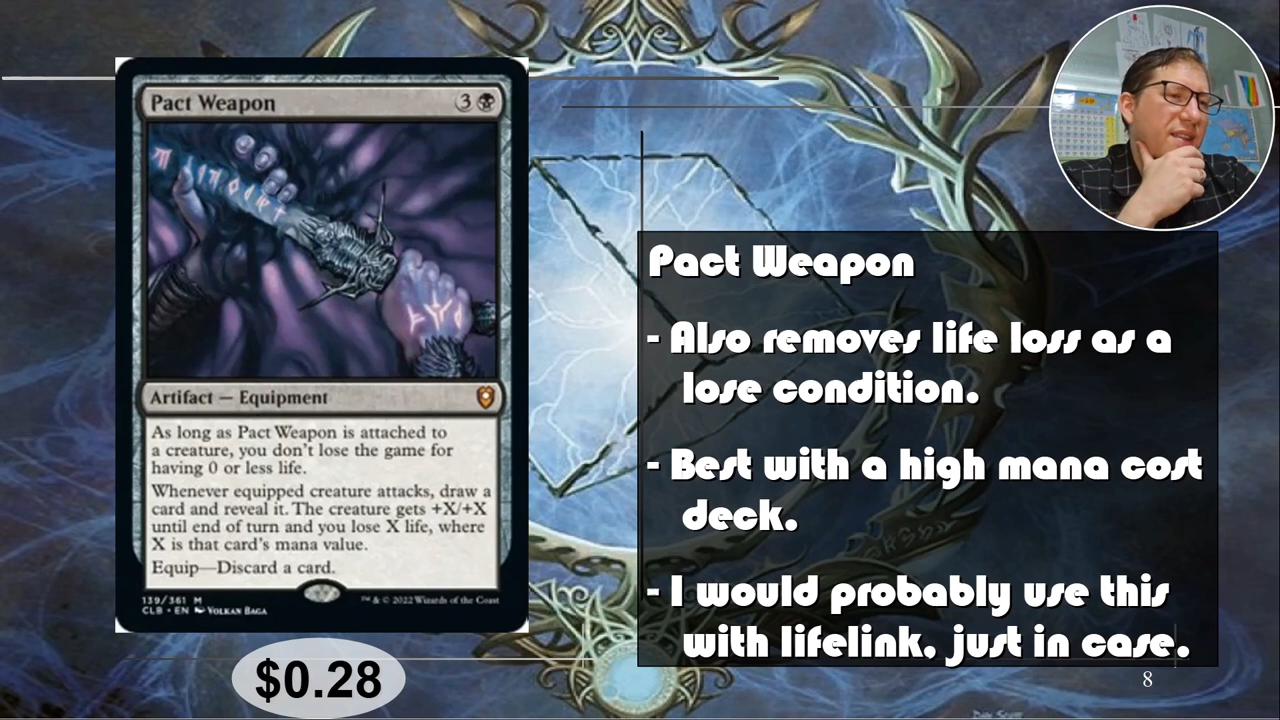 Pact Weapon 3
Artifact — Equipment
As long as Pact Weapon is attached to
a creature, you don't lose the game for
having 0 or less life.
Whenever equipped creature attacks, draw a
card and reveal it. The creature gets +X/+X
until end of turn and you lose X life, where
X is that card's mana value.
Equip—Discard a card.
139/361 M
CLB • EN VOLKAN BAGA
™ & © 2022 Wizards of the Coast
$0.28
Pact Weapon
- Also removes life loss as a
lose condition.
- Best with a high mana cost
deck.
- I would probably use this
with lifelink, just in case.
8